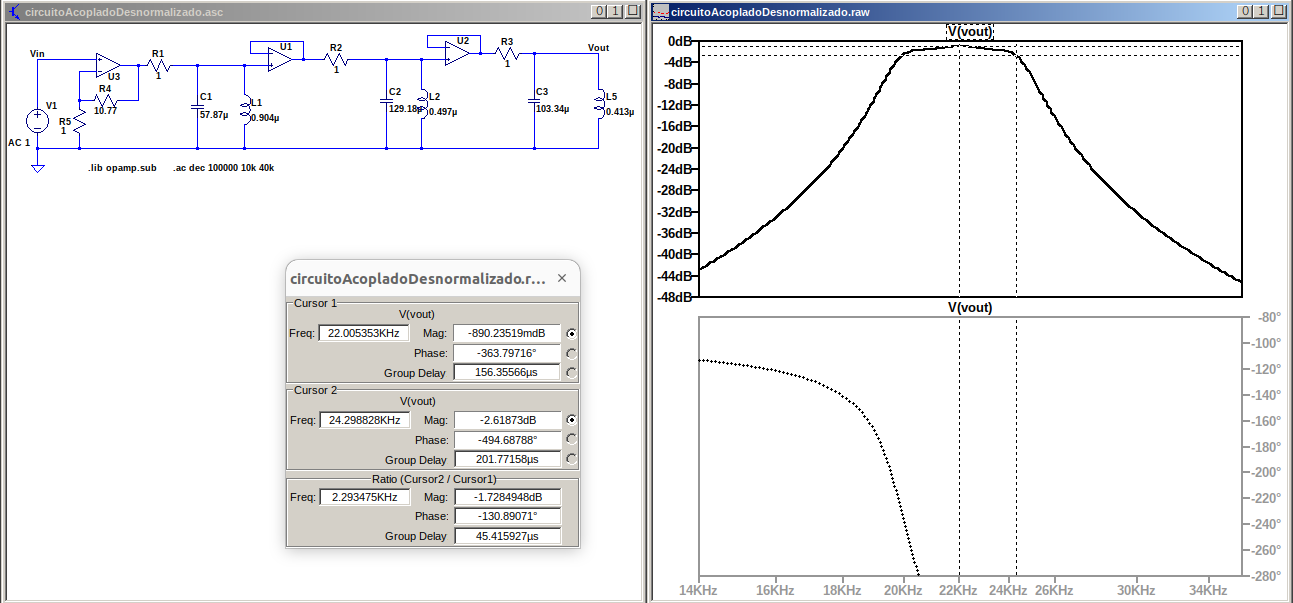 circuitoAcopladoDesnormalizado.asc
Vin
V1
AC 1
U3
R4
10.77
R5
1
R1
1
C1
57.87µ
L1
0.904µ
U1
R2
1
C2
129.18µ
L2
0.497µ
U2
R3
1
C3
103.34µ
Vout
L5
0.413µ
.lib opamp.sub .ac dec 100000 10k 40k
circuitoAcopladoDesnormalizado.r...
Cursor 1
V(vout)
Freq: 22.005353KHz Mag: -890.23519mdB
Phase: -363.79716°
Group Delay 156.35566µs
Cursor 2
V(vout)
Freq: 24.298828KHz Mag: -2.61873dB
Phase: -494.68788°
Group Delay 201.77158µs
Ratio (Cursor2 / Cursor1)
Freq: 2.293475KHz Mag: -1.7284948dB
Phase: -130.89071°
Group Delay 45.415927µs
circuitoAcopladoDesnormalizado.raw
V(vout)
0dB
-4dB
-8dB
-12dB
-16dB
-20dB
-24dB
-28dB
-32dB
-36dB
-40dB
-44dB
-48dB
V(vout)
-80°
-100°
-120°
-140°
-160°
-180°
-200°
-220°
-240°
-260°
-280°
14KHz 16KHz 18KHz 20KHz 22KHz 24KHz 26KHz 30KHz 34KHz